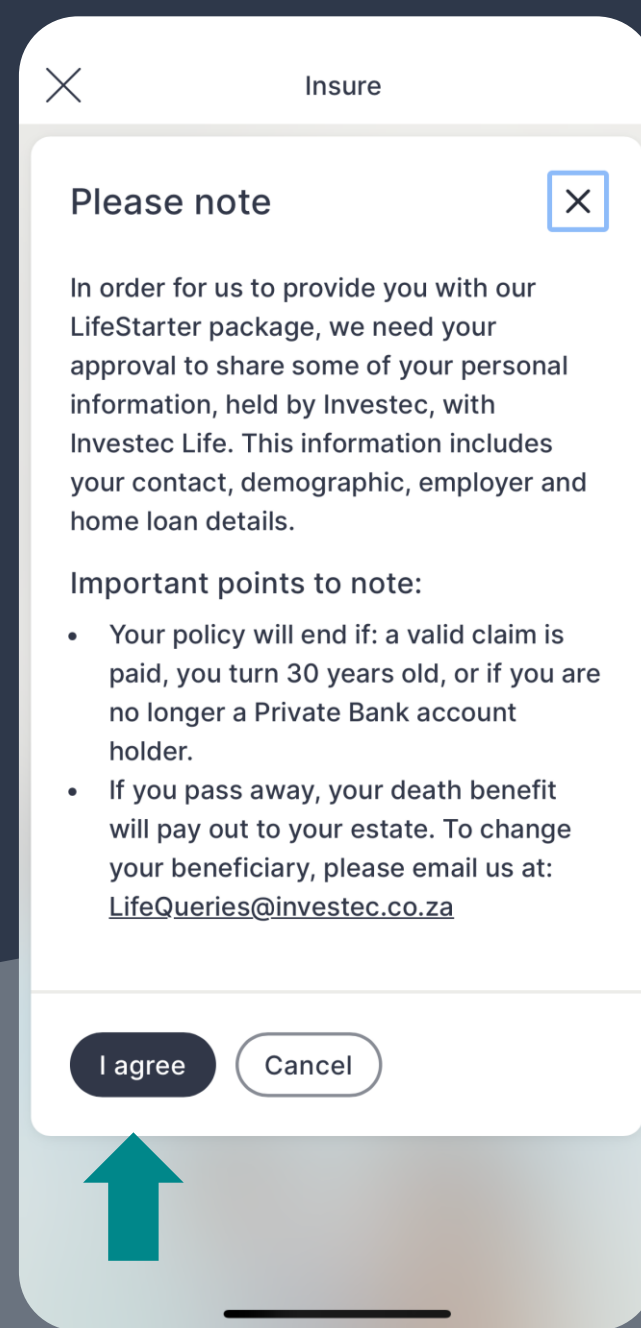 Insure
Please note
In order for us to provide you with our
LifeStarter package, we need your
approval to share some of your personal
information, held by Investec, with
Investec Life. This information includes
your contact, demographic, employer and
home loan details.
Important points to note:
• Your policy will end if: a valid claim is
paid, you turn 30 years old, or if you are
no longer a Private Bank account
holder.
• If you pass away, your death benefit
will pay out to your estate. To change
your beneficiary, please email us at:
LifeQueries@investec.co.za
I agree
Cancel